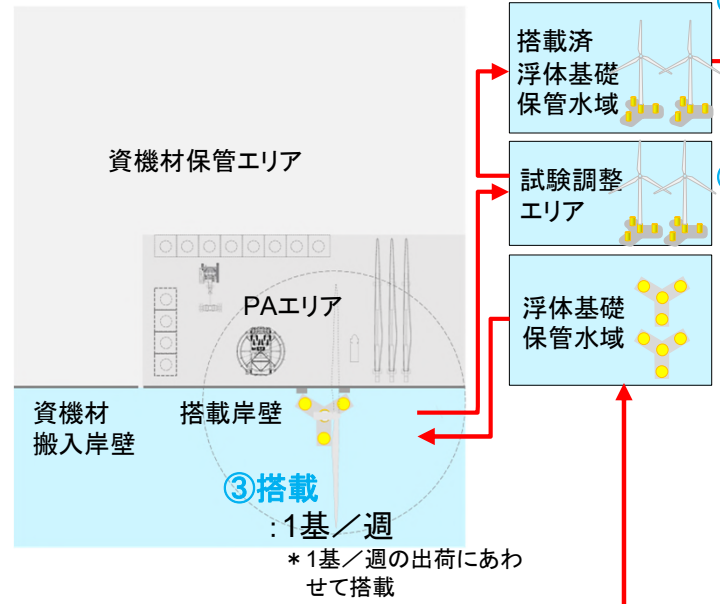 資機材保管エリア
PAエリア
資機材
搬入岸壁
搭載岸壁
③搭載
：1基／週
＊1基／週の出荷にあわ
せて搭載
搭載済
浮体基礎
保管水域
試験調整
エリア
浮体基礎
保管水域